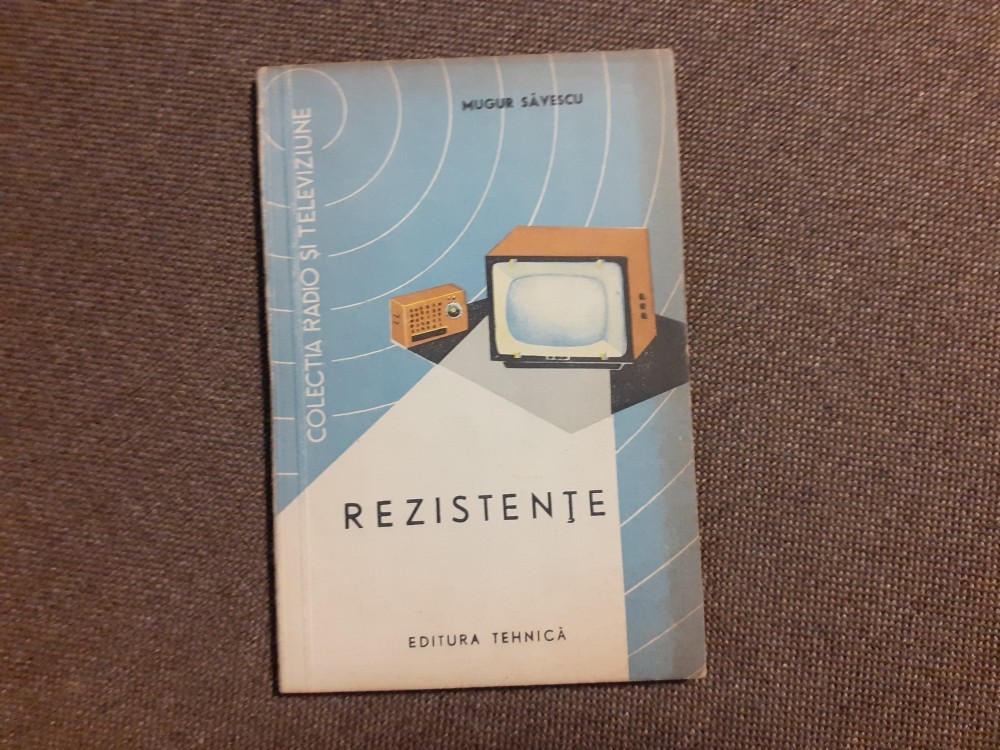 MUGUR SĂVESCU
COLECȚIA RADIO ȘI TELEVIZIUNE
REZISTENȚE
EDITURA TEHNICĂ